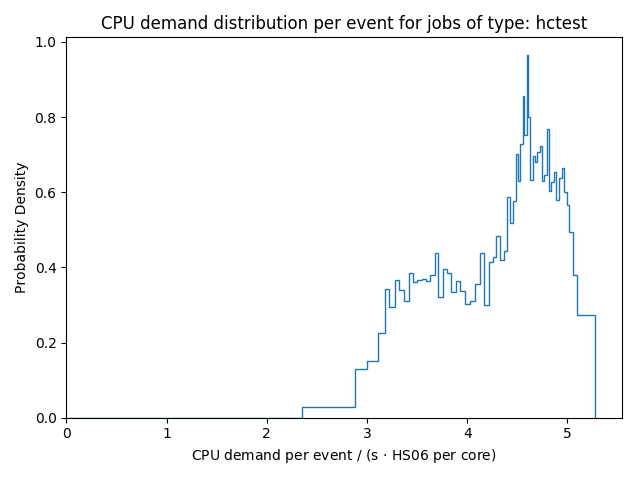 CPU demand distribution per event for jobs of type: hctest
Probability Density
1.0
0.8
0.6
0.4
0.2
0.0
0 1 2 3 4 5
CPU demand per event / (s · HS06 per core)